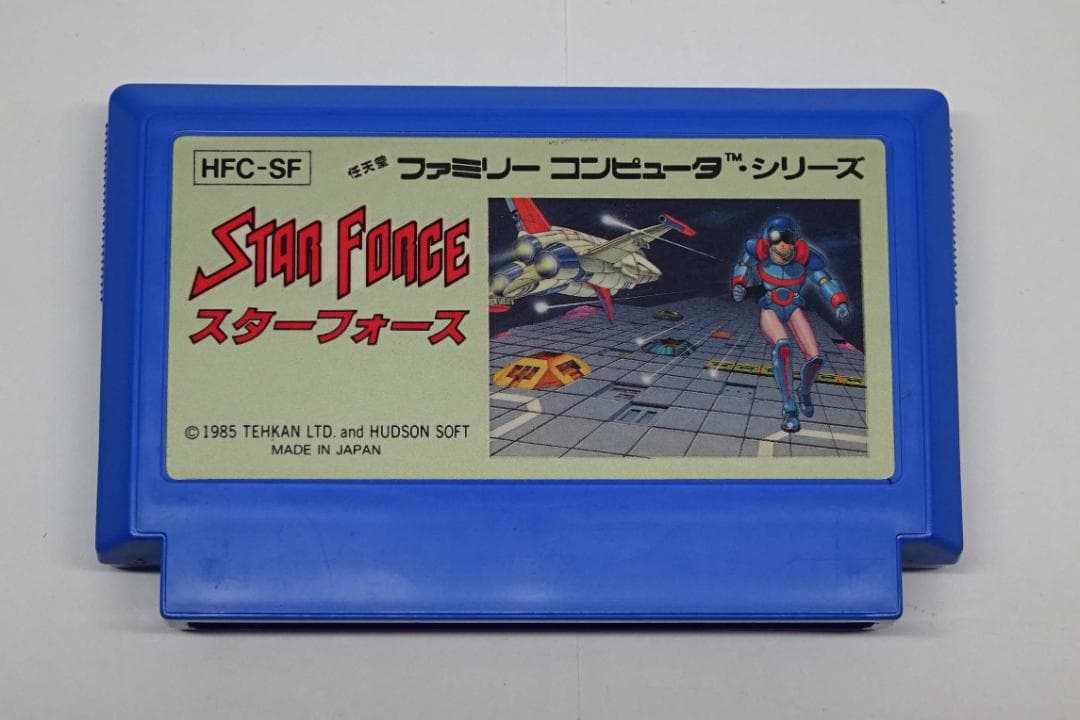 HFC-SF
任天堂 ファミリー コンピュータ™・シリーズ
STAR FORCE
スターフォース
© 1985 TEHKAN LTD. and HUDSON SOFT
MADE IN JAPAN